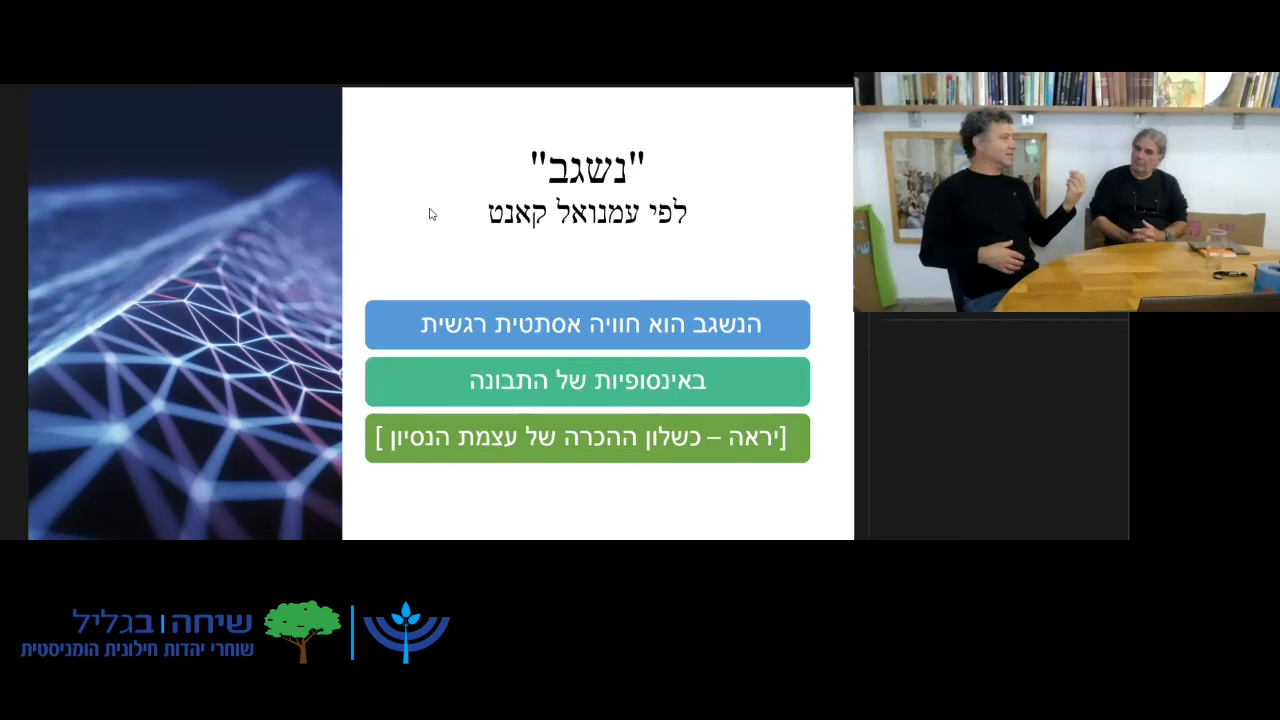 "נשגב"
לפי עמנואל קאנט
הנשגב הוא חוויה אסתטית רגשית
באינסופיות של התבונה
[יראה – כשלון ההכרה של עצמת הנסיון ]
שיחה | בגליל
שוחרי יהדות חילונית הומניסטית